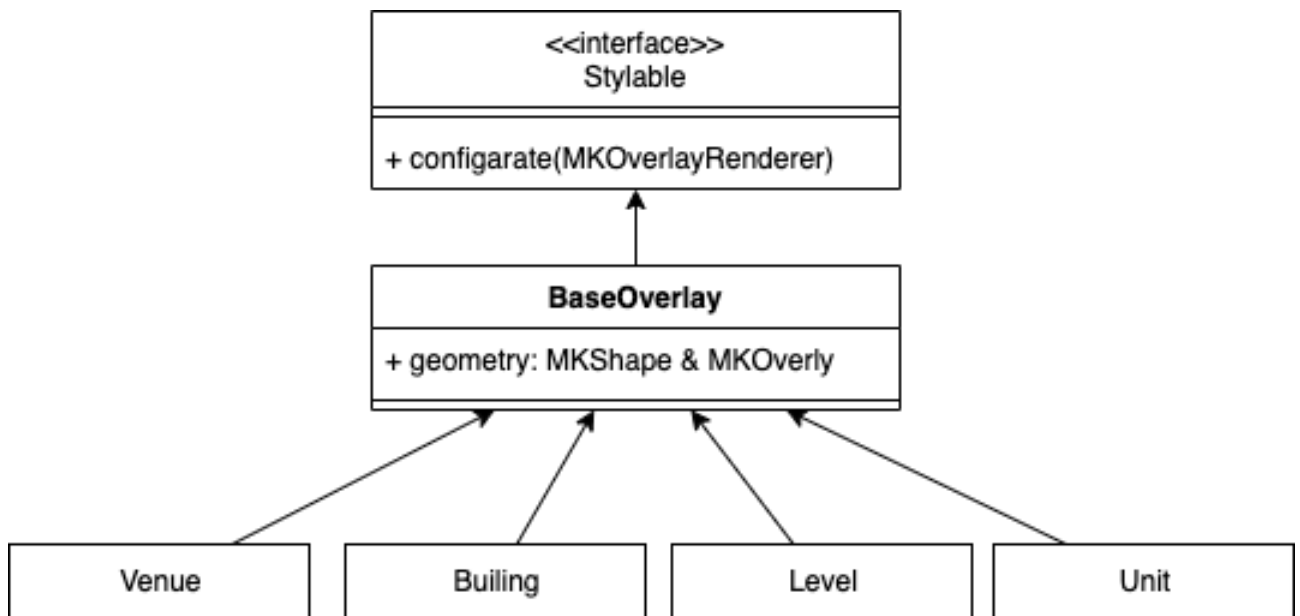 <<interface>>
Stylable
+ configarate(MKOverlayRenderer)
BaseOverlay
+ geometry: MKShape & MKOverly
Venue
Builing
Level
Unit